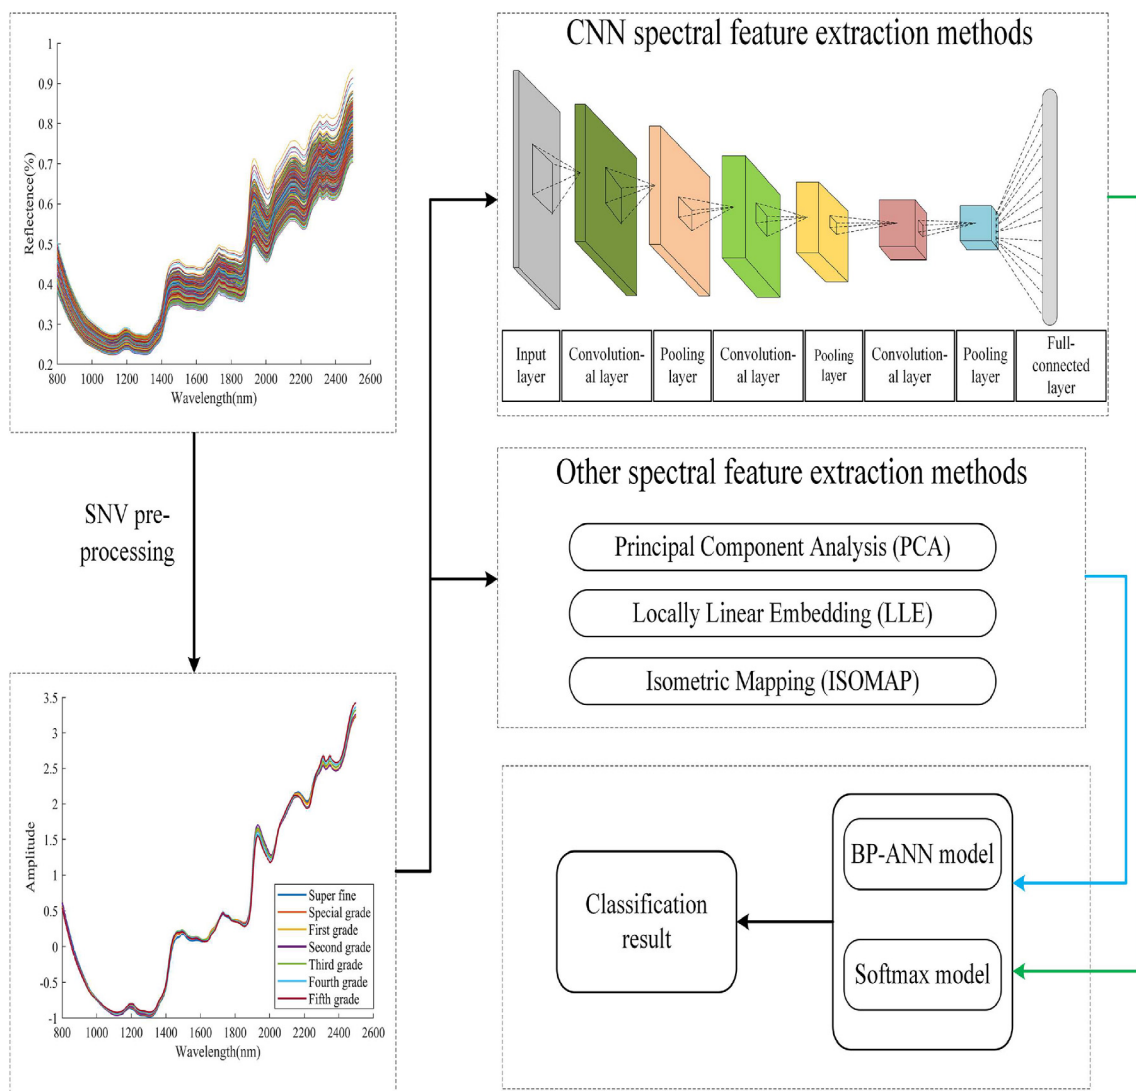 1
0.9
0.8
0.7
0.6
0.5
0.4
0.3
0.2
Reflectence(%)
800 1000 1200 1400 1600 1800 2000 2200 2400 2600
Wavelength(nm)
SNV pre-
processing
3.5
3
2.5
2
1.5
1
0.5
0
-0.5
-1
Amplitude
Super fine
Special grade
First grade
Second grade
Third grade
Fourth grade
Fifth grade
800 1000 1200 1400 1600 1800 2000 2200 2400 2600
Wavelength(nm)
CNN spectral feature extraction methods
Input
layer
Convolution-
al layer
Pooling
layer
Convolution-
al layer
Pooling
layer
Convolution-
al layer
Pooling
layer
Full-
connected
layer
Other spectral feature extraction methods
Principal Component Analysis (PCA)
Locally Linear Embedding (LLE)
Isometric Mapping (ISOMAP)
Classification
result
BP-ANN model
Softmax model